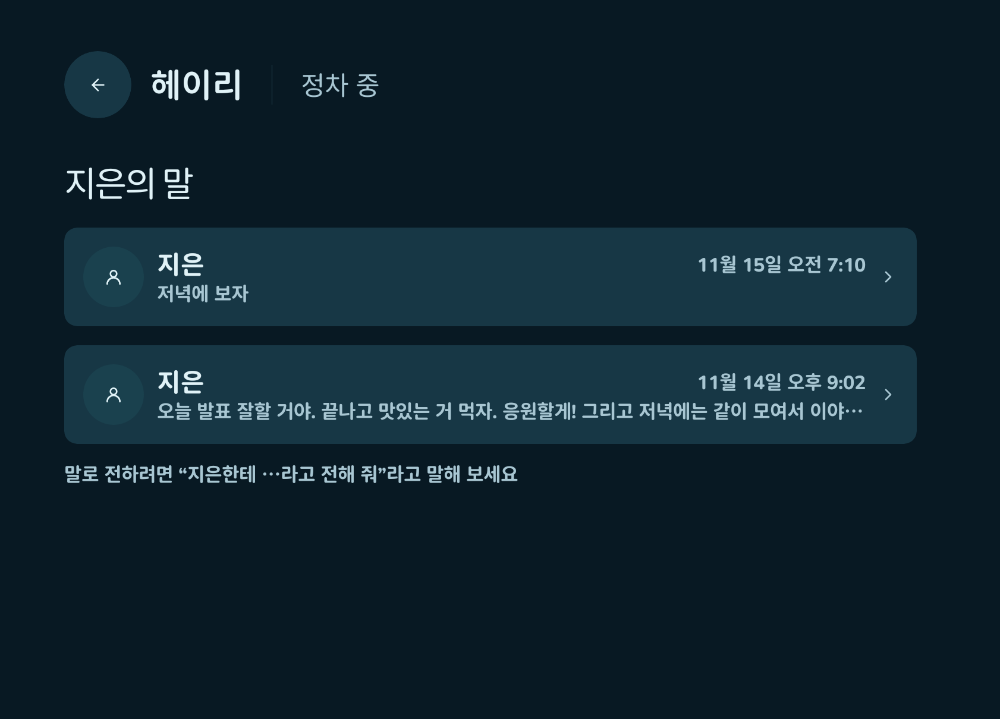 헤이리
정차 중
지은의 말
지은
11월 15일 오전 7:10
저녁에 보자
지은
11월 14일 오후 9:02
오늘 발표 잘할 거야. 끝나고 맛있는 거 먹자. 응원할게! 그리고 저녁에는 같이 모여서 이야…
말로 전하려면 “지은한테 …라고 전해 줘”라고 말해 보세요